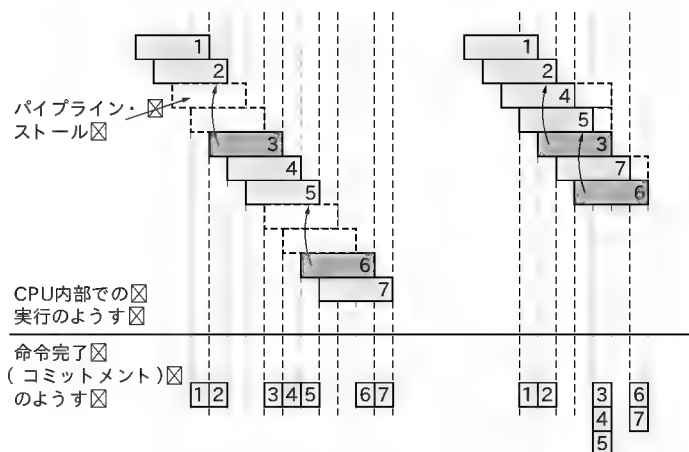 1
2
パイプライン・
ストール
3
4
5
6
7
CPU内部での
実行のようす
1
2
4
5
3
7
6
命令完了
( コミットメント)
のようす
1 2 3 4 5 6 7
1 2 3 6
4 7
5